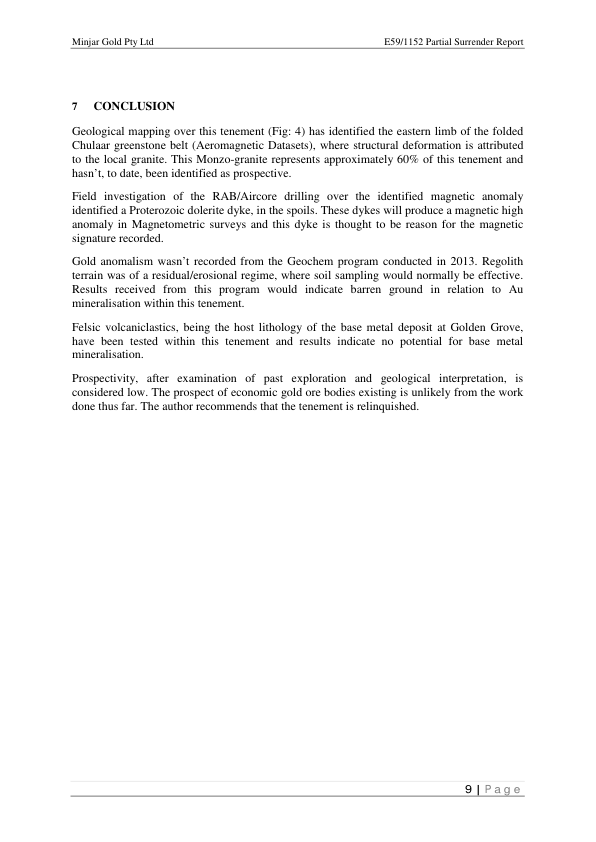 Minjar Gold Pty Ltd E59/1152 Partial Surrender Report
7 CONCLUSION
Geological mapping over this tenement (Fig: 4) has identified the eastern limb of the folded
Chulaar greenstone belt (Aeromagnetic Datasets), where structural deformation is attributed
to the local granite. This Monzo-granite represents approximately 60% of this tenement and
hasn't, to date, been identified as prospective.
Field investigation of the RAB/Aircore drilling over the identified magnetic anomaly
identified a Proterozoic dolerite dyke, in the spoils. These dykes will produce a magnetic high
anomaly in Magnetometric surveys and this dyke is thought to be reason for the magnetic
signature recorded.
Gold anomalism wasn't recorded from the Geochem program conducted in 2013. Regolith
terrain was of a residual/erosional regime, where soil sampling would normally be effective.
Results received from this program would indicate barren ground in relation to Au
mineralisation within this tenement.
Felsic volcaniclastics, being the host lithology of the base metal deposit at Golden Grove,
have been tested within this tenement and results indicate no potential for base metal
mineralisation.
Prospectivity, after examination of past exploration and geological interpretation, is
considered low. The prospect of economic gold ore bodies existing is unlikely from the work
done thus far. The author recommends that the tenement is relinquished.
9 | Page